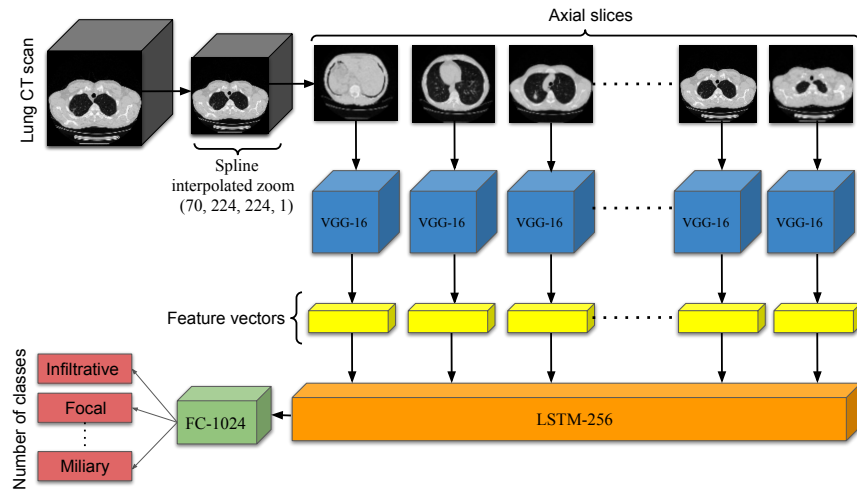 Axial slices
Lung CT scan
Spline
interpolated zoom
(70, 224, 224, 1)
VGG-16
VGG-16
VGG-16
VGG-16
VGG-16
Feature vectors
Number of classes
Infiltrative
Focal
Miliary
FC-1024
LSTM-256